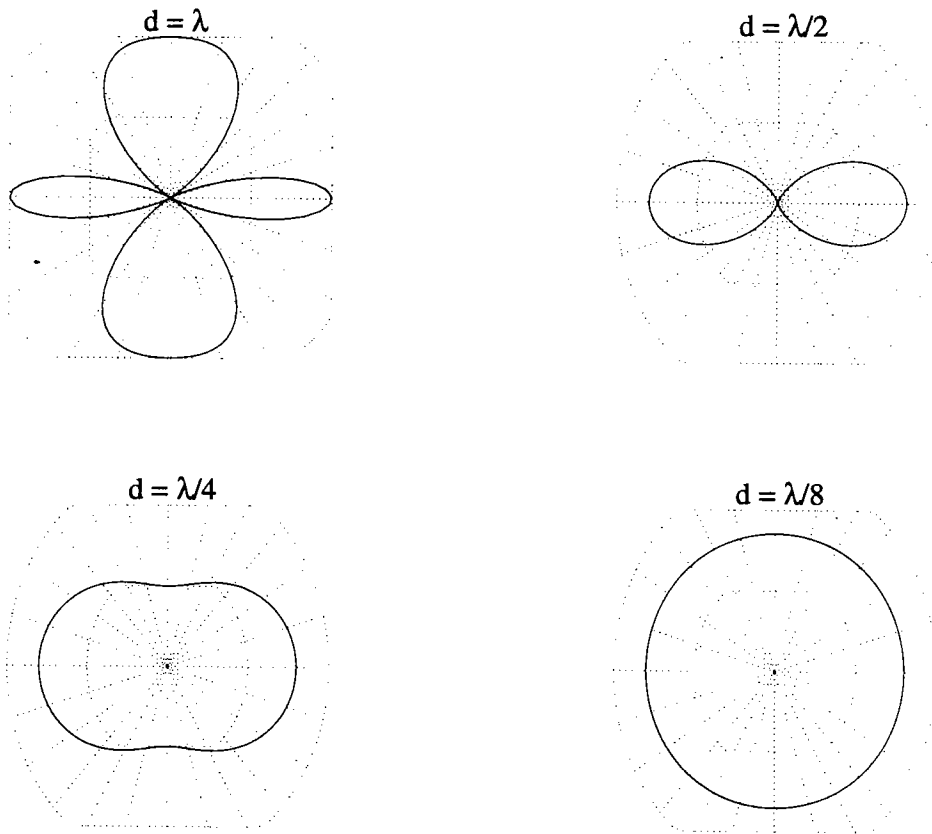 d = λ
d = λ/2
d = λ/4
d = λ/8